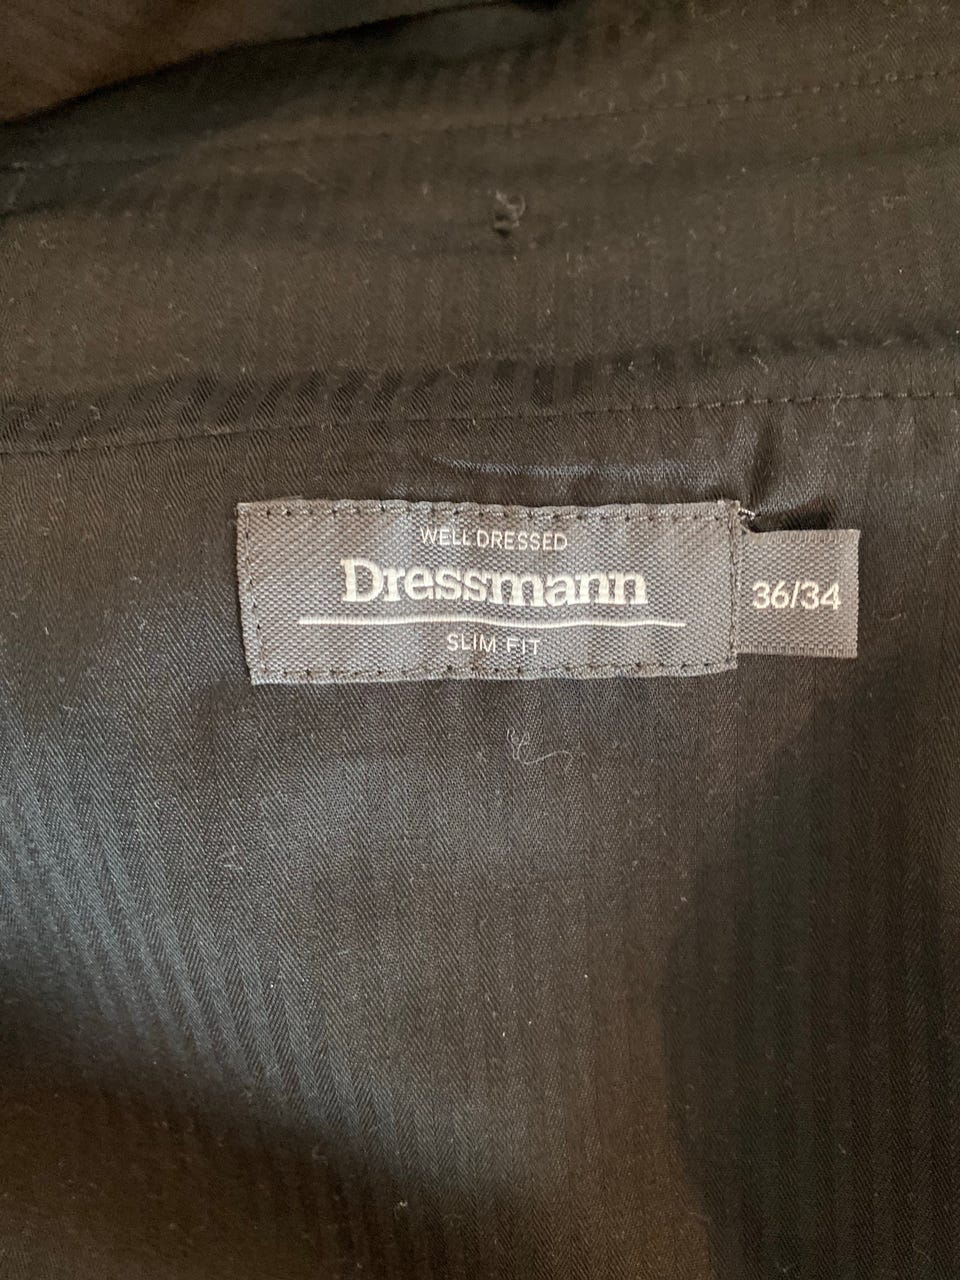 WELL DRESSED
Dressmann
SLIM FIT
36/34